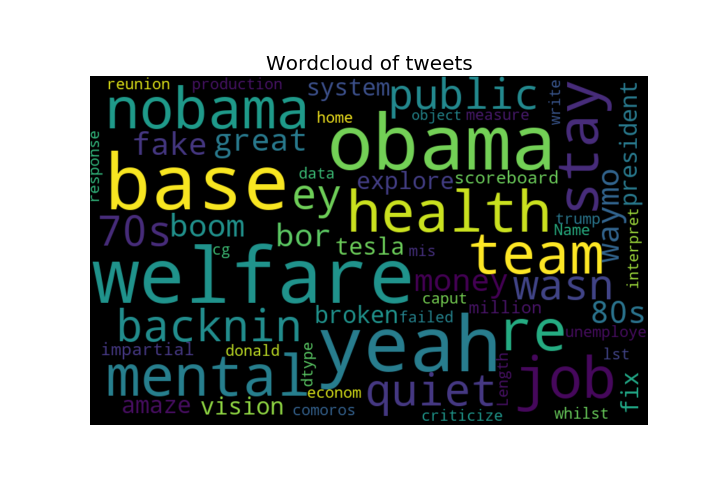 Wordcloud of tweets
reunion
production
system
public
write
stay
president
nobama
home
object
measure
obama
fake
great
response
base
data
explore
scoreboard
ey
health
waymo
70s
boom
bor
tesla
mis
cg
team
trump
Name
interpret
welfare
money
wasn
caput
million
80s
backnin
broken
failed
yeah
re
unemploye
impartial
donald
dtype
lst
mental
econom
quiet
Length
job
fix
amaze
vision
comoros
criticize
whilst